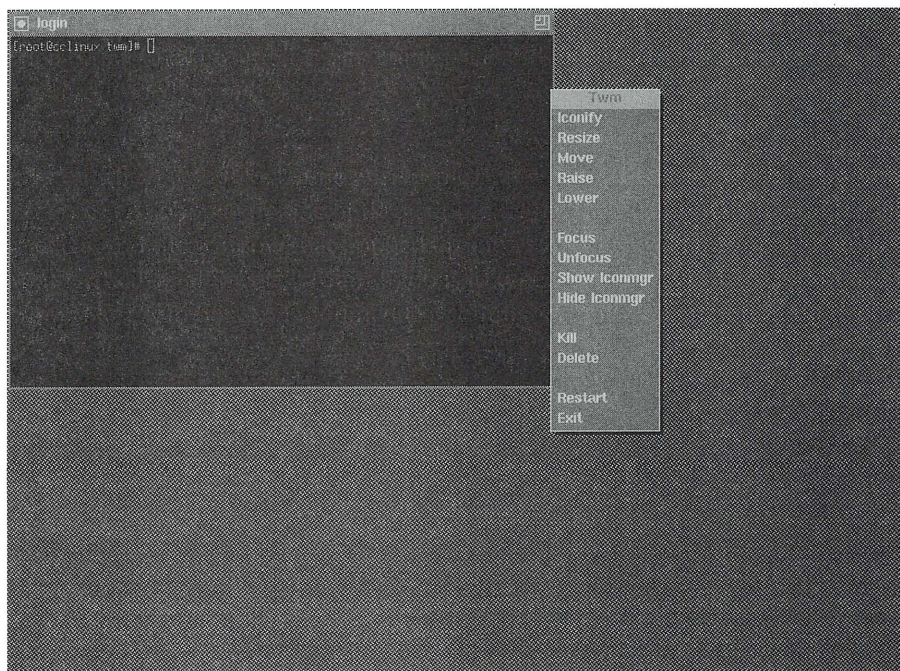 login
[root@cclinux twm]#
Twm
Iconify
Resize
Move
Raise
Lower
Focus
Unfocus
Show Iconmgr
Hide Iconmgr
Kill
Delete
Restart
Exit